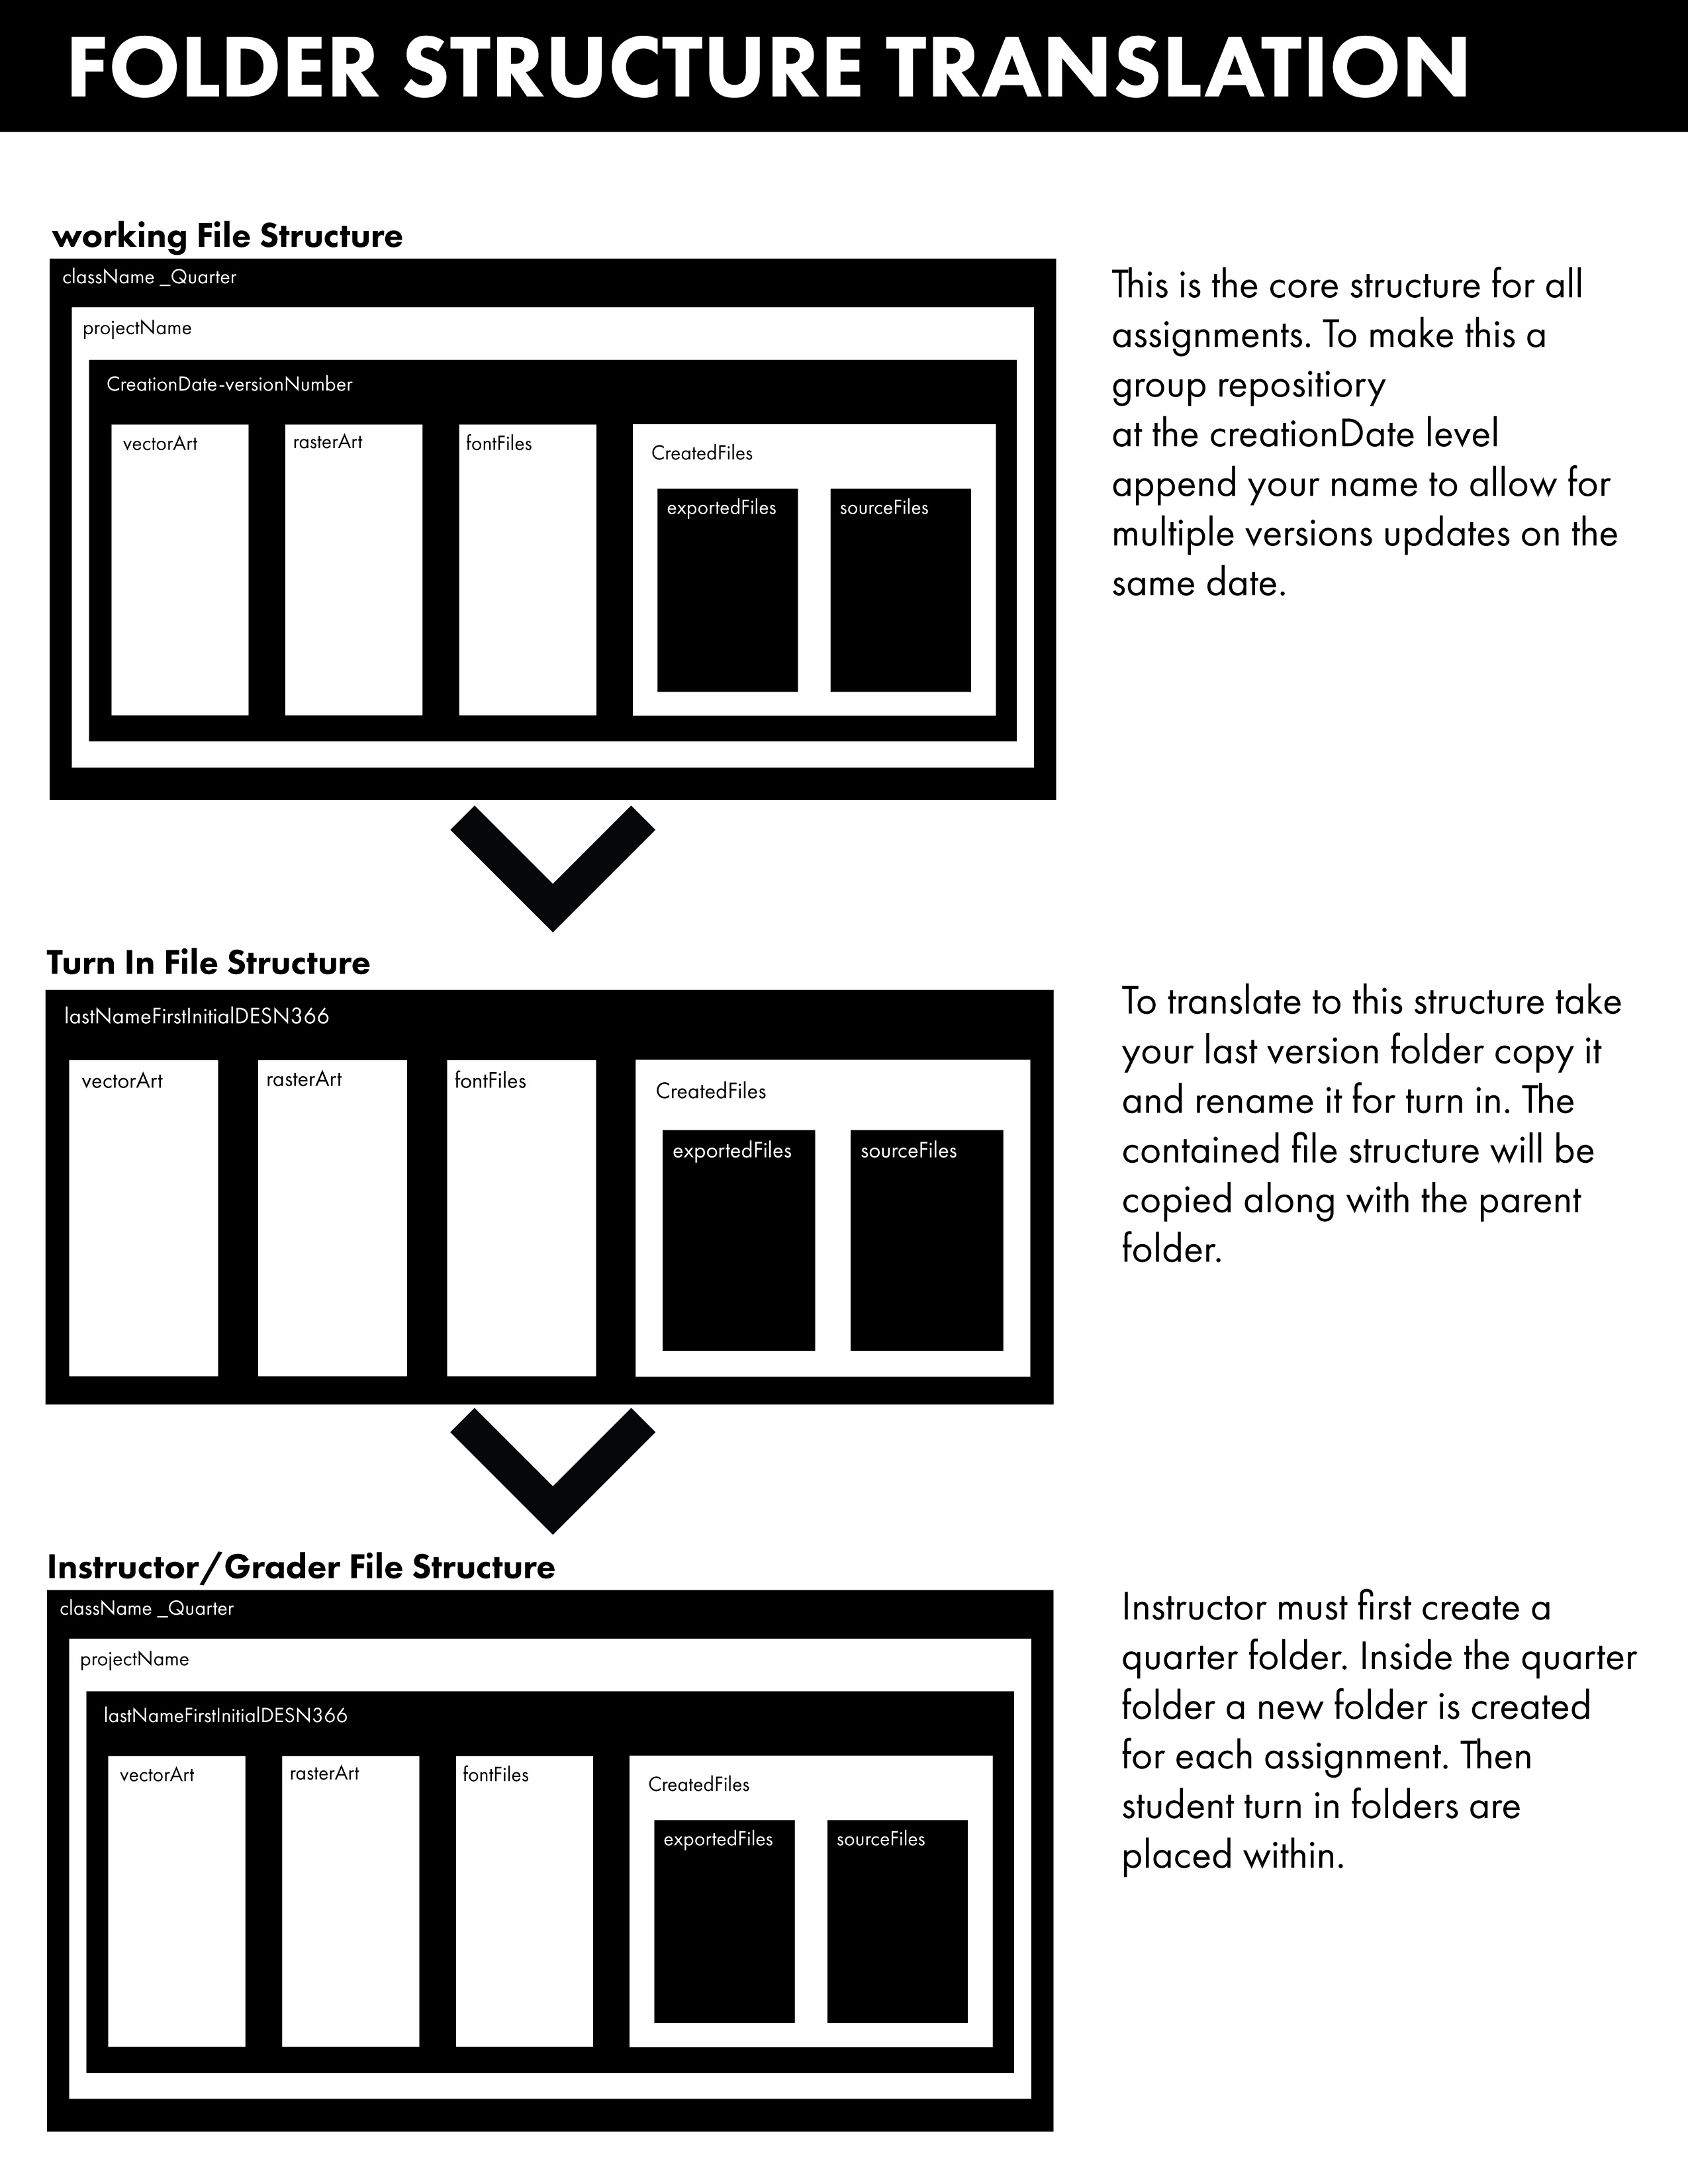 FOLDER STRUCTURE TRANSLATION
working File Structure
className _Quarter
projectName
CreationDate-versionNumber
vectorArt
rasterArt
fontFiles
CreatedFiles
exportedFiles
sourceFiles
This is the core structure for all
assignments. To make this a
group repositiory
at the creationDate level
append your name to allow for
multiple versions updates on the
same date.
Turn In File Structure
lastNameFirstInitialDESN366
vectorArt
rasterArt
fontFiles
CreatedFiles
exportedFiles
sourceFiles
To translate to this structure take
your last version folder copy it
and rename it for turn in. The
contained file structure will be
copied along with the parent
folder.
Instructor/Grader File Structure
className _Quarter
projectName
lastNameFirstInitialDESN366
vectorArt
rasterArt
fontFiles
CreatedFiles
exportedFiles
sourceFiles
Instructor must first create a
quarter folder. Inside the quarter
folder a new folder is created
for each assignment. Then
student turn in folders are
placed within.